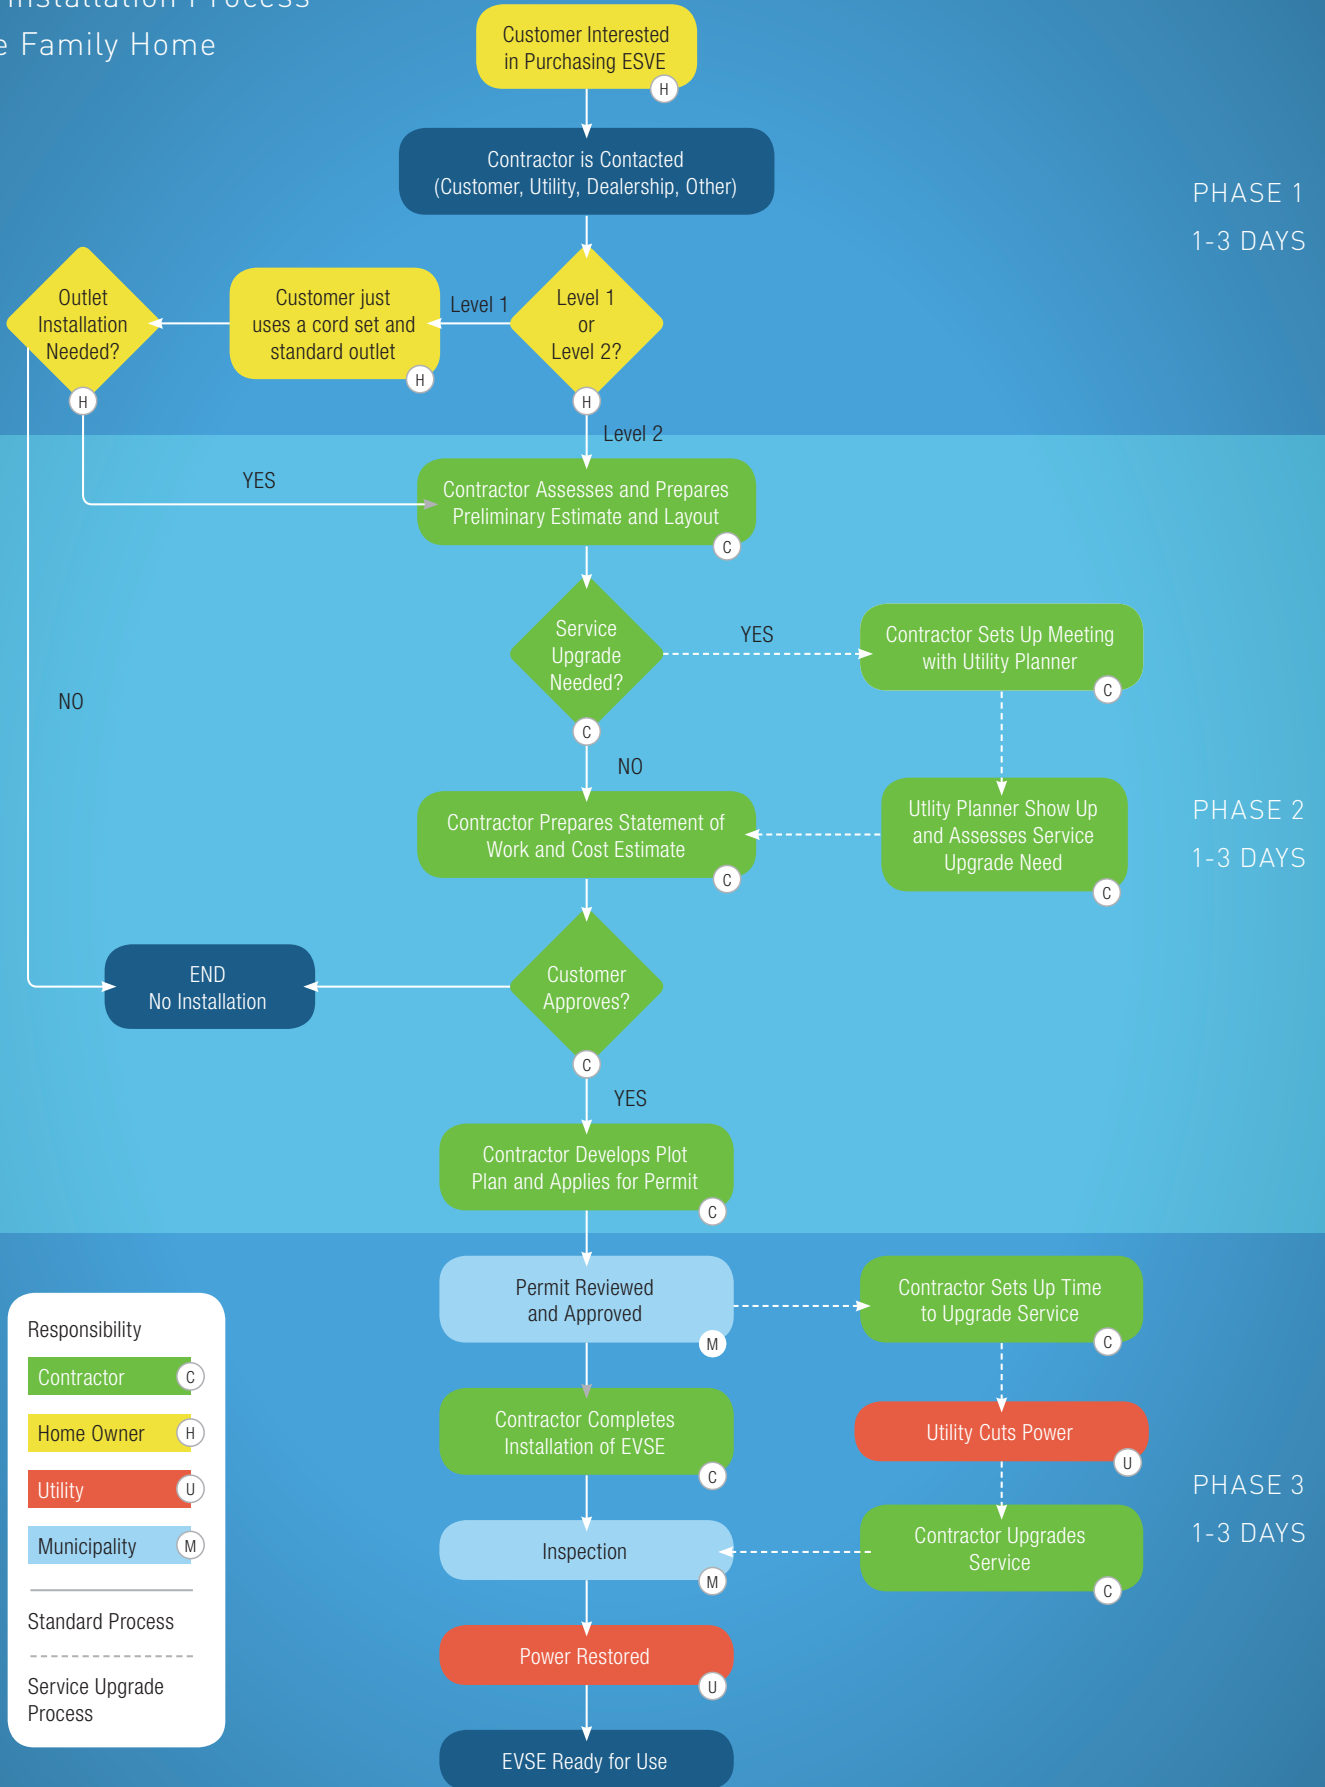 Installation Process
Family Home
Customer Interested
in Purchasing ESVE
H
Contractor is Contacted
(Customer, Utility, Dealership, Other)
PHASE 1
1-3 DAYS
Outlet
Installation
Needed?
H
Customer just
uses a cord set and
standard outlet
H
Level 1
Level 1
or
Level 2?
H
Level 2
YES
Contractor Assesses and Prepares
Preliminary Estimate and Layout
C
Service
Upgrade
Needed?
C
YES
Contractor Sets Up Meeting
with Utility Planner
C
NO
NO
Contractor Prepares Statement of
Work and Cost Estimate
C
Utlity Planner Show Up
and Assesses Service
Upgrade Need
C
PHASE 2
1-3 DAYS
END
No Installation
Customer
Approves?
C
YES
Contractor Develops Plot
Plan and Applies for Permit
C
Permit Reviewed
and Approved
M
Contractor Sets Up Time
to Upgrade Service
C
Contractor Completes
Installation of EVSE
C
Utility Cuts Power
U
PHASE 3
1-3 DAYS
Inspection
M
Contractor Upgrades
Service
C
Power Restored
U
EVSE Ready for Use
Responsibility
Contractor C
Home Owner H
Utility U
Municipality M
Standard Process
Service Upgrade
Process